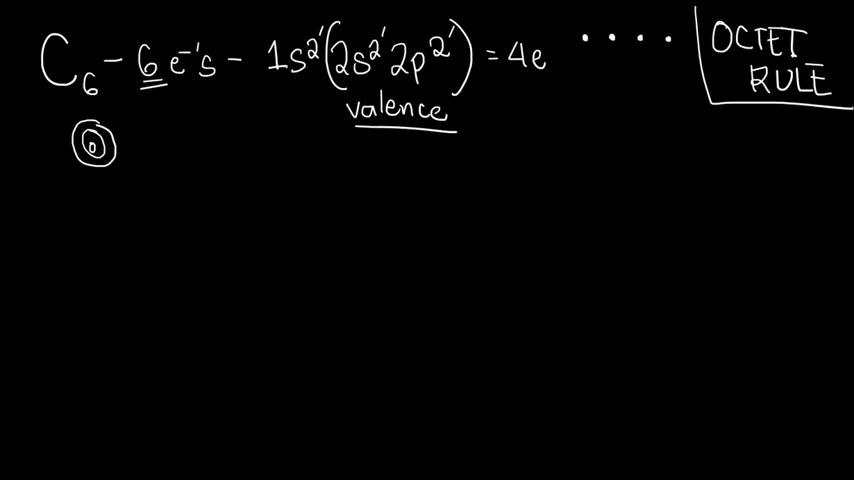 C₆ - 6 e⁻'s - 1s²'(2s²'2p²') = 4e . . . .
valence
OCTET
RULE